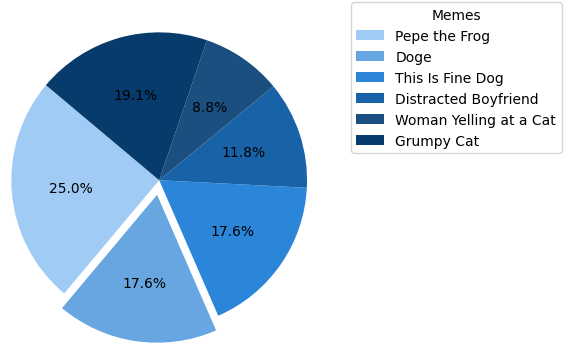 Memes
Pepe the Frog
Doge
This Is Fine Dog
Distracted Boyfriend
Woman Yelling at a Cat
Grumpy Cat
19.1%
8.8%
11.8%
25.0%
17.6%
17.6%